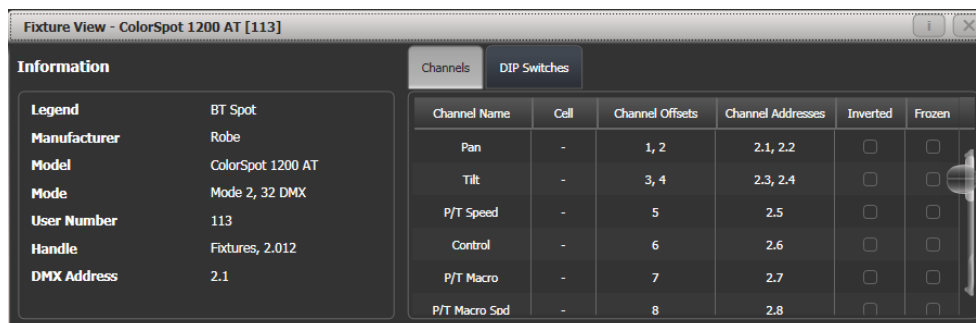 Fixture View - ColorSpot 1200 AT [113]
i
Information
Legend BT Spot
Manufacturer Robe
Model ColorSpot 1200 AT
Mode Mode 2, 32 DMX
User Number 113
Handle Fixtures, 2.012
DMX Address 2.1
Channels DIP Switches
Channel Name Cell Channel Offsets Channel Addresses Inverted Frozen
Pan - 1, 2 2.1, 2.2
Tilt - 3, 4 2.3, 2.4
P/T Speed - 5 2.5
Control - 6 2.6
P/T Macro - 7 2.7
P/T Macro Spd - 8 2.8